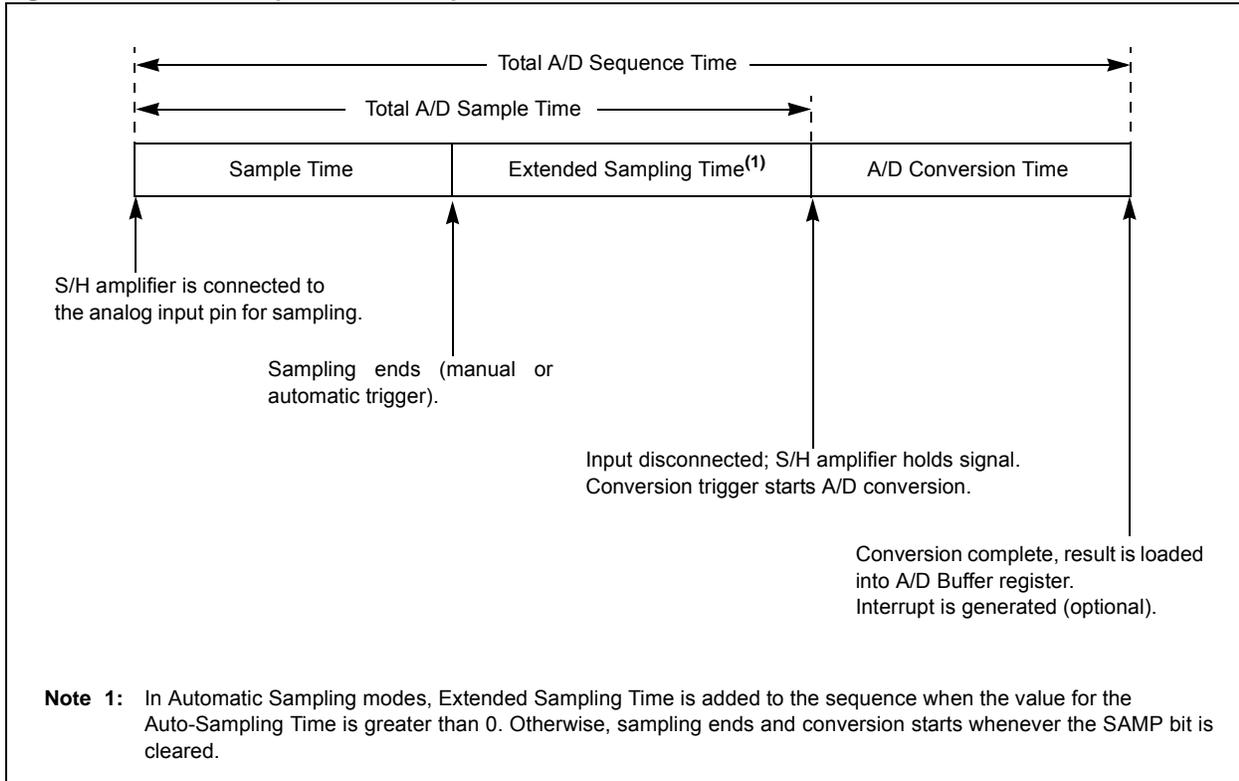 Total A/D Sequence Time
Total A/D Sample Time
Sample Time
Extended Sampling Time(1)
A/D Conversion Time
S/H amplifier is connected to
the analog input pin for sampling.
Sampling ends (manual or
automatic trigger).
Input disconnected; S/H amplifier holds signal.
Conversion trigger starts A/D conversion.
Conversion complete, result is loaded
into A/D Buffer register.
Interrupt is generated (optional).
Note 1: In Automatic Sampling modes, Extended Sampling Time is added to the sequence when the value for the
Auto-Sampling Time is greater than 0. Otherwise, sampling ends and conversion starts whenever the SAMP bit is
cleared.